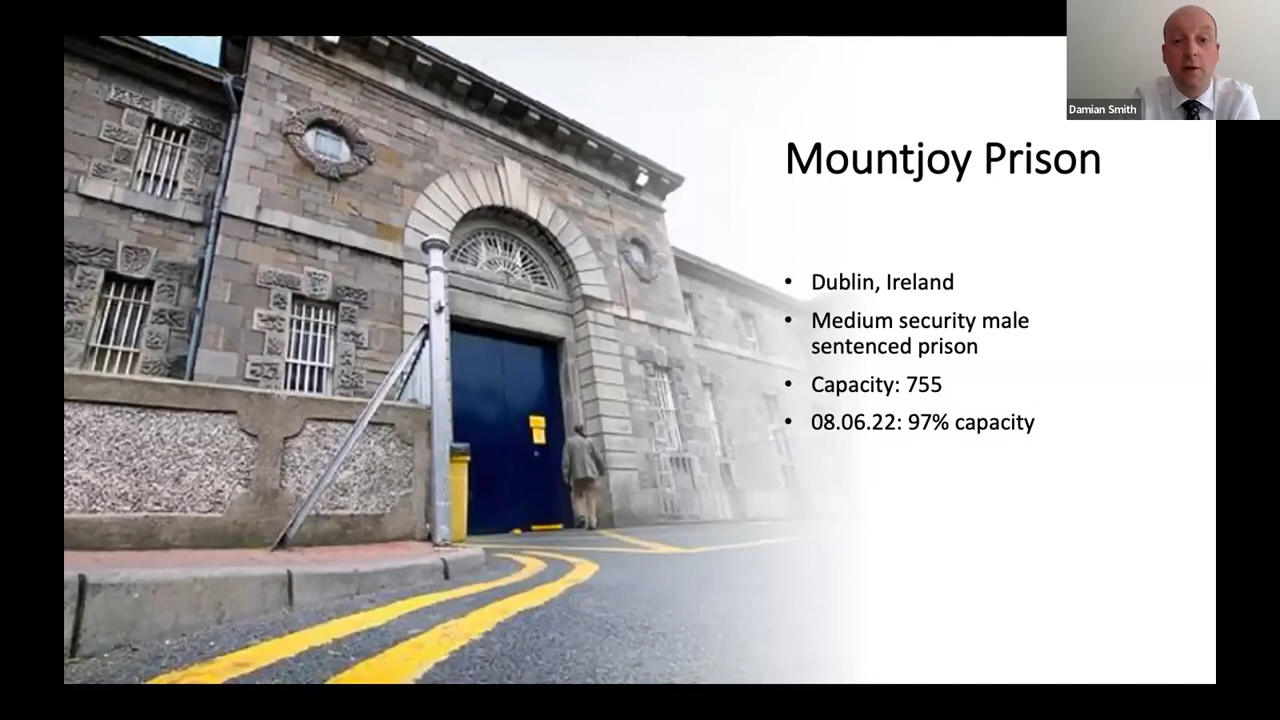 Damian Smith
Mountjoy Prison
• Dublin, Ireland
• Medium security male
sentenced prison
• Capacity: 755
• 08.06.22: 97% capacity